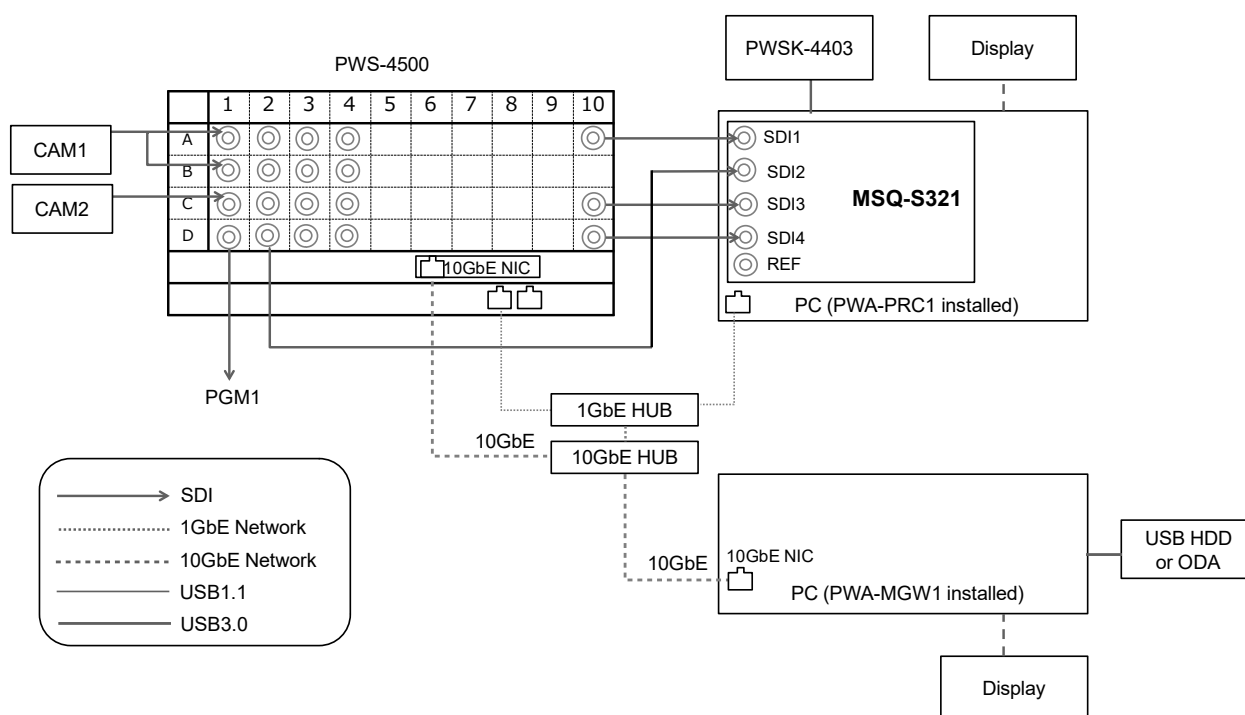 PWS-4500
PWSK-4403
Display
1 2 3 4 5 6 7 8 9 10
CAM1
CAM2
A
B
C
D
10GbE NIC
SDI1
SDI2
SDI3
SDI4
REF
MSQ-S321
PC (PWA-PRC1 installed)
PGM1
1GbE HUB
10GbE
10GbE HUB
SDI
1GbE Network
10GbE Network
USB1.1
USB3.0
10GbE
10GbE NIC
PC (PWA-MGW1 installed)
USB HDD
or ODA
Display